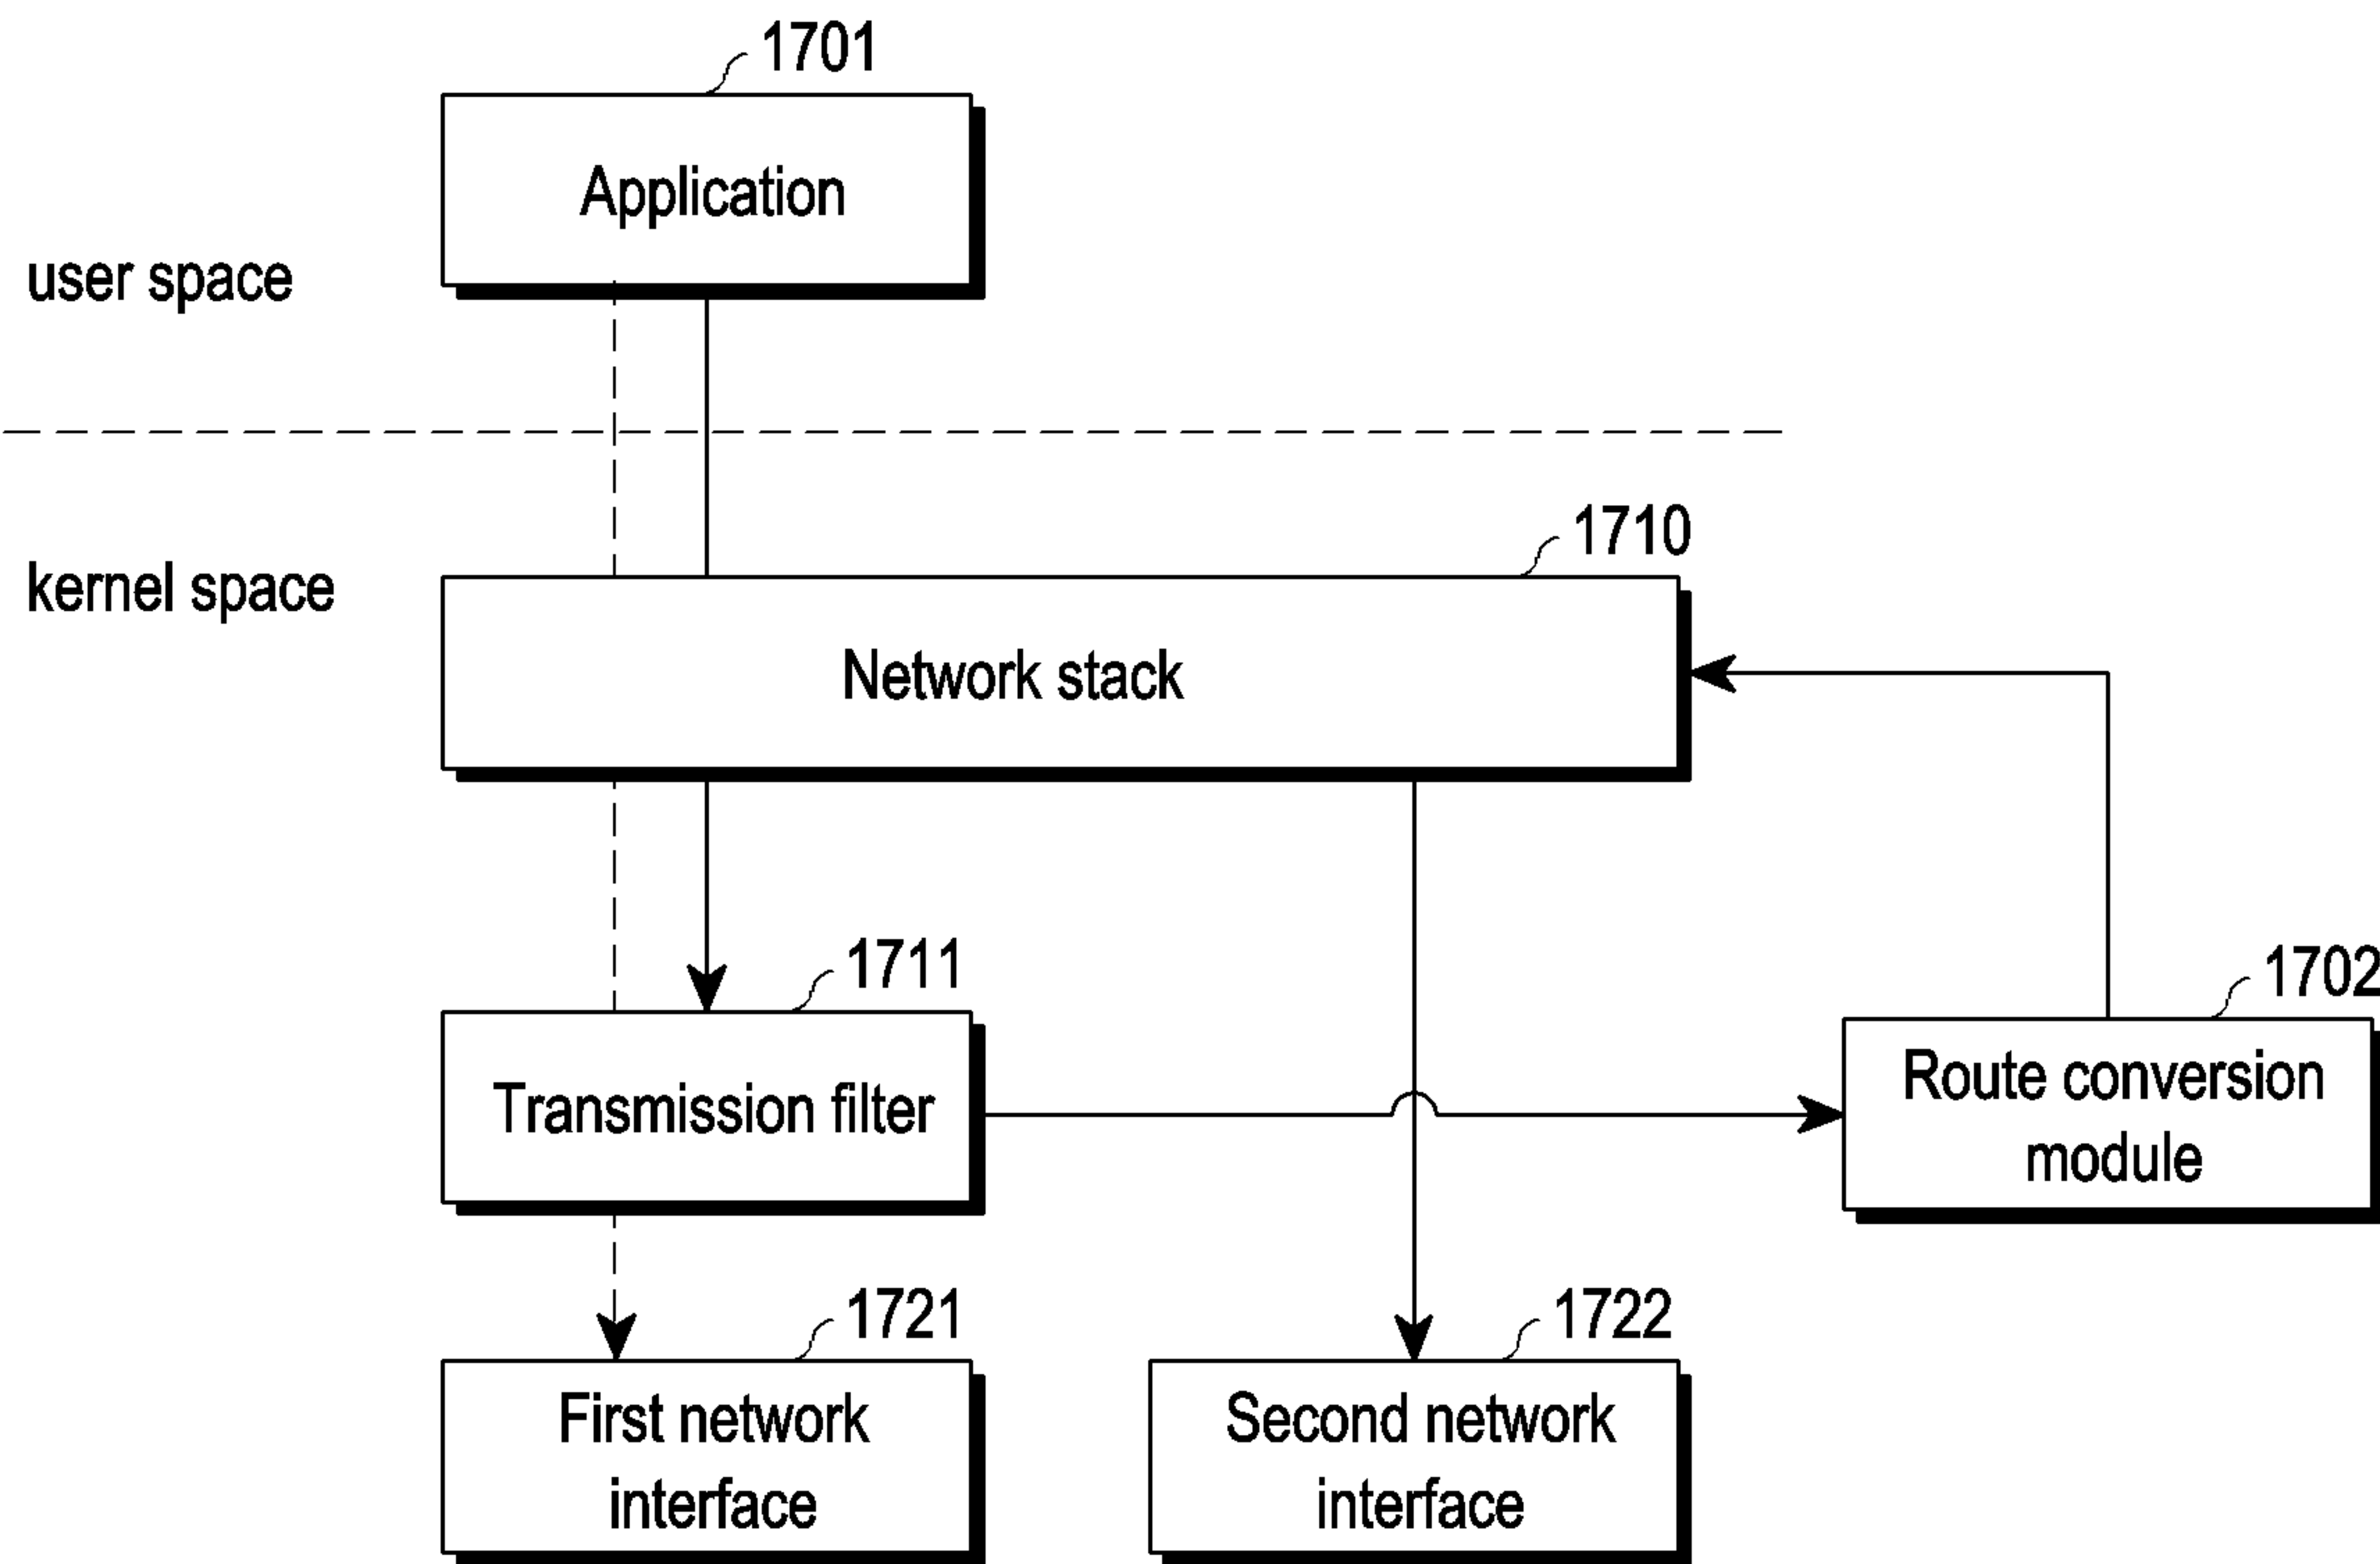 1701
Application
user space
1710
kernel space
Network stack
1711
1702
Transmission filter
Route conversion
module
1721
1722
First network
interface
Second network
interface